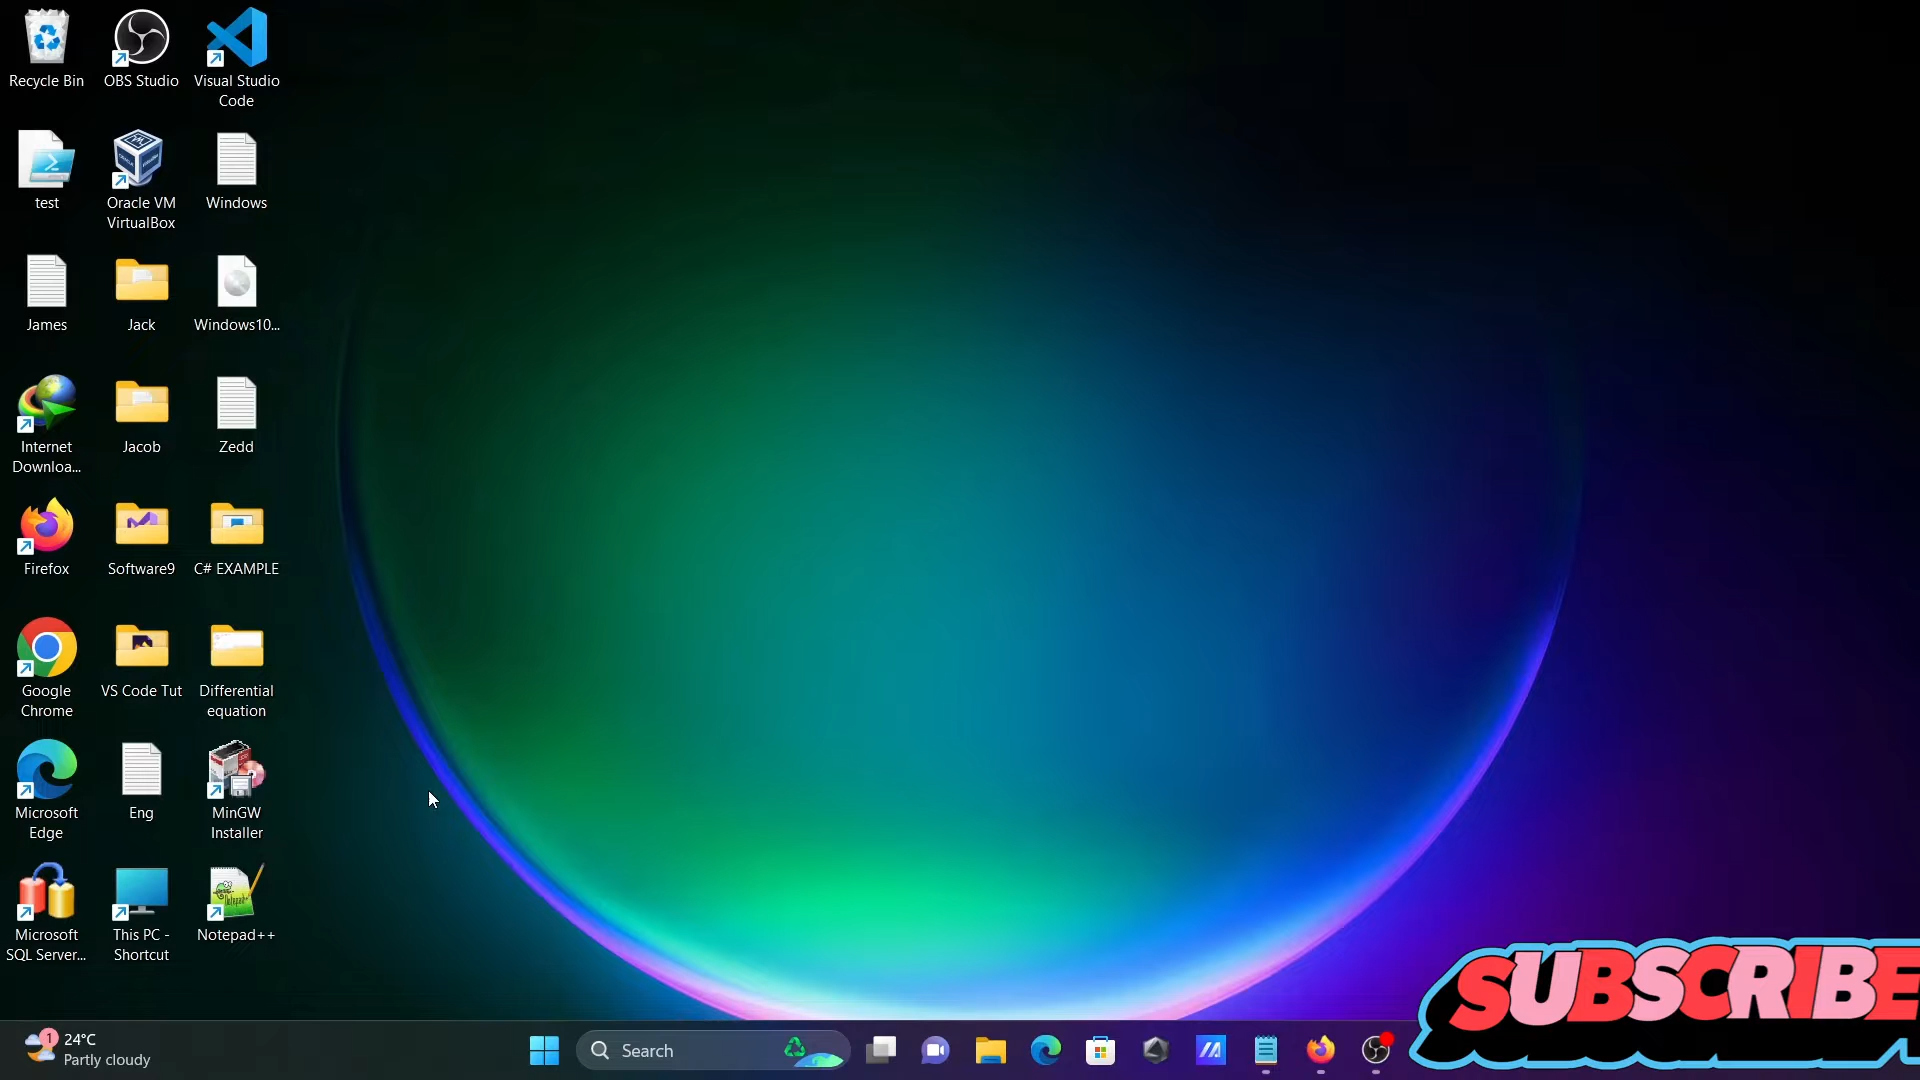 Recycle Bin
OBS Studio
Visual Studio
Code
test
Oracle VM
VirtualBox
Windows
James
Jack
Windows10...
Internet
Downloa...
Jacob
Zedd
Firefox
Software9
C# EXAMPLE
Google
Chrome
VS Code Tut
Differential
equation
Microsoft
Edge
Eng
MinGW
Installer
Microsoft
SQL Server...
This PC -
Shortcut
Notepad++
1
24°C
Partly cloudy
Search
SUBSCRIBE